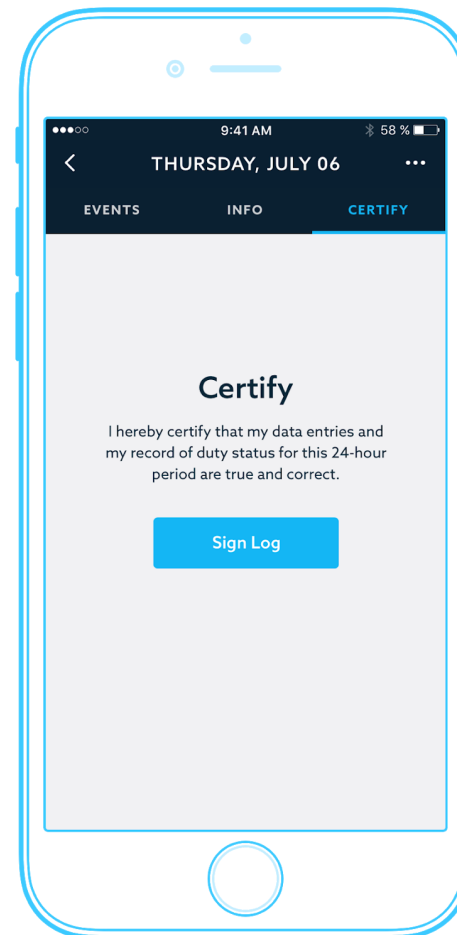 9:41 AM
58 %
THURSDAY, JULY 06
EVENTS
INFO
CERTIFY
Certify
I hereby certify that my data entries and
my record of duty status for this 24-hour
period are true and correct.
Sign Log